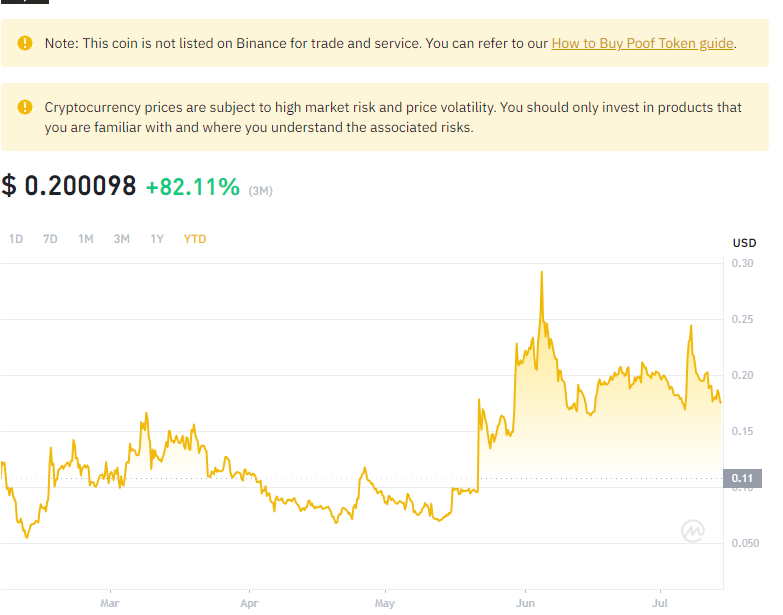 Note: This coin is not listed on Binance for trade and service. You can refer to our How to Buy Poof Token guide.
Cryptocurrency prices are subject to high market risk and price volatility. You should only invest in products that
you are familiar with and where you understand the associated risks.
$ 0.200098 +82.11% (3M)
1D 7D 1M 3M 1Y YTD
USD
0.30
0.25
0.20
0.15
0.11
0.10
0.050
Mar Apr May Jun Jul